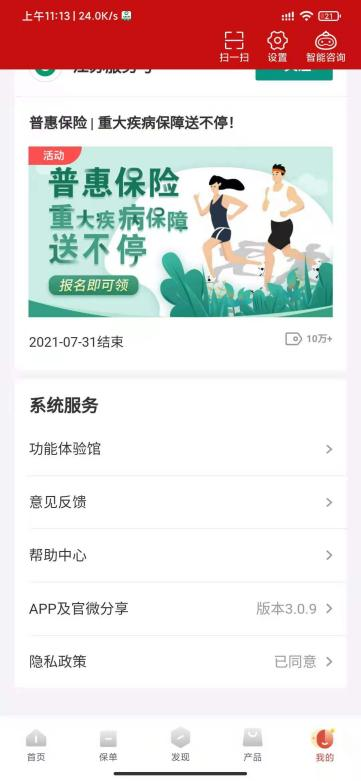 上午11:13 | 24.0K/s
21
扫一扫
设置
智能咨询
普惠保险 | 重大疾病保障送不停！
活动
普惠保险
重大疾病保障
送不停
报名即可领
2021-07-31结束
10万+
系统服务
功能体验馆
意见反馈
帮助中心
APP及官微分享
版本3.0.9
隐私政策
已同意
首页
保单
发现
产品
我的